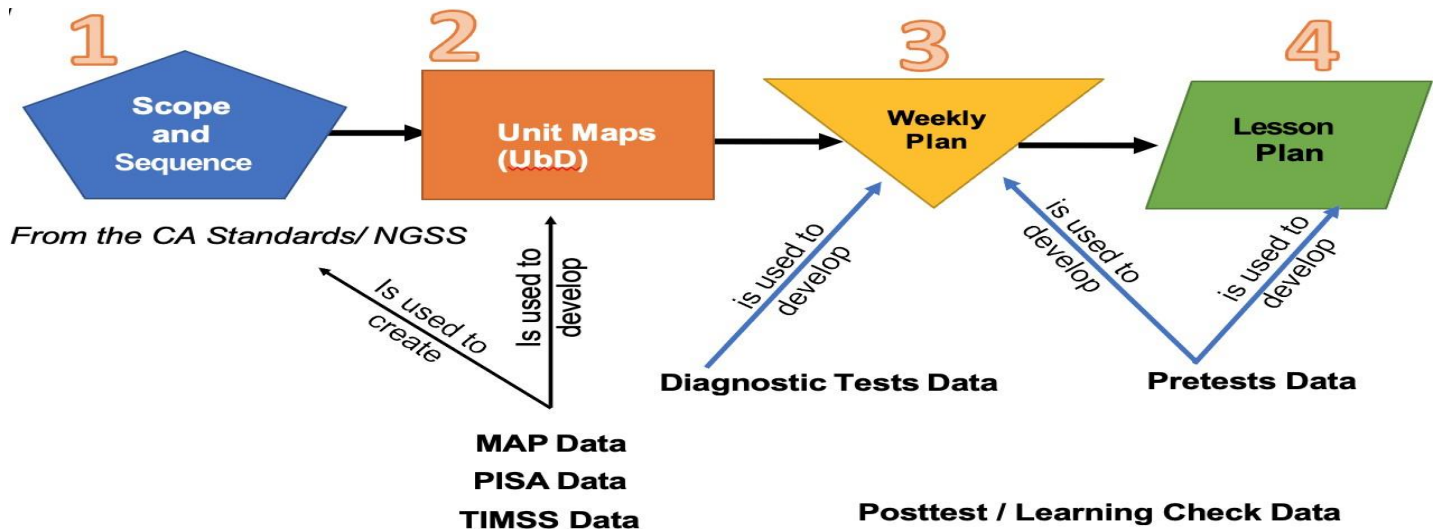 1
2
3
4
Scope
and
Sequence
Unit Maps
(UbD)
Weekly
Plan
Lesson
Plan
From the CA Standards/ NGSS
Is used to
create
Is used to
develop
is used to
develop
is used to
develop
is used to
develop
Diagnostic Tests Data
Pretests Data
MAP Data
PISA Data
TIMSS Data
Posttest / Learning Check Data